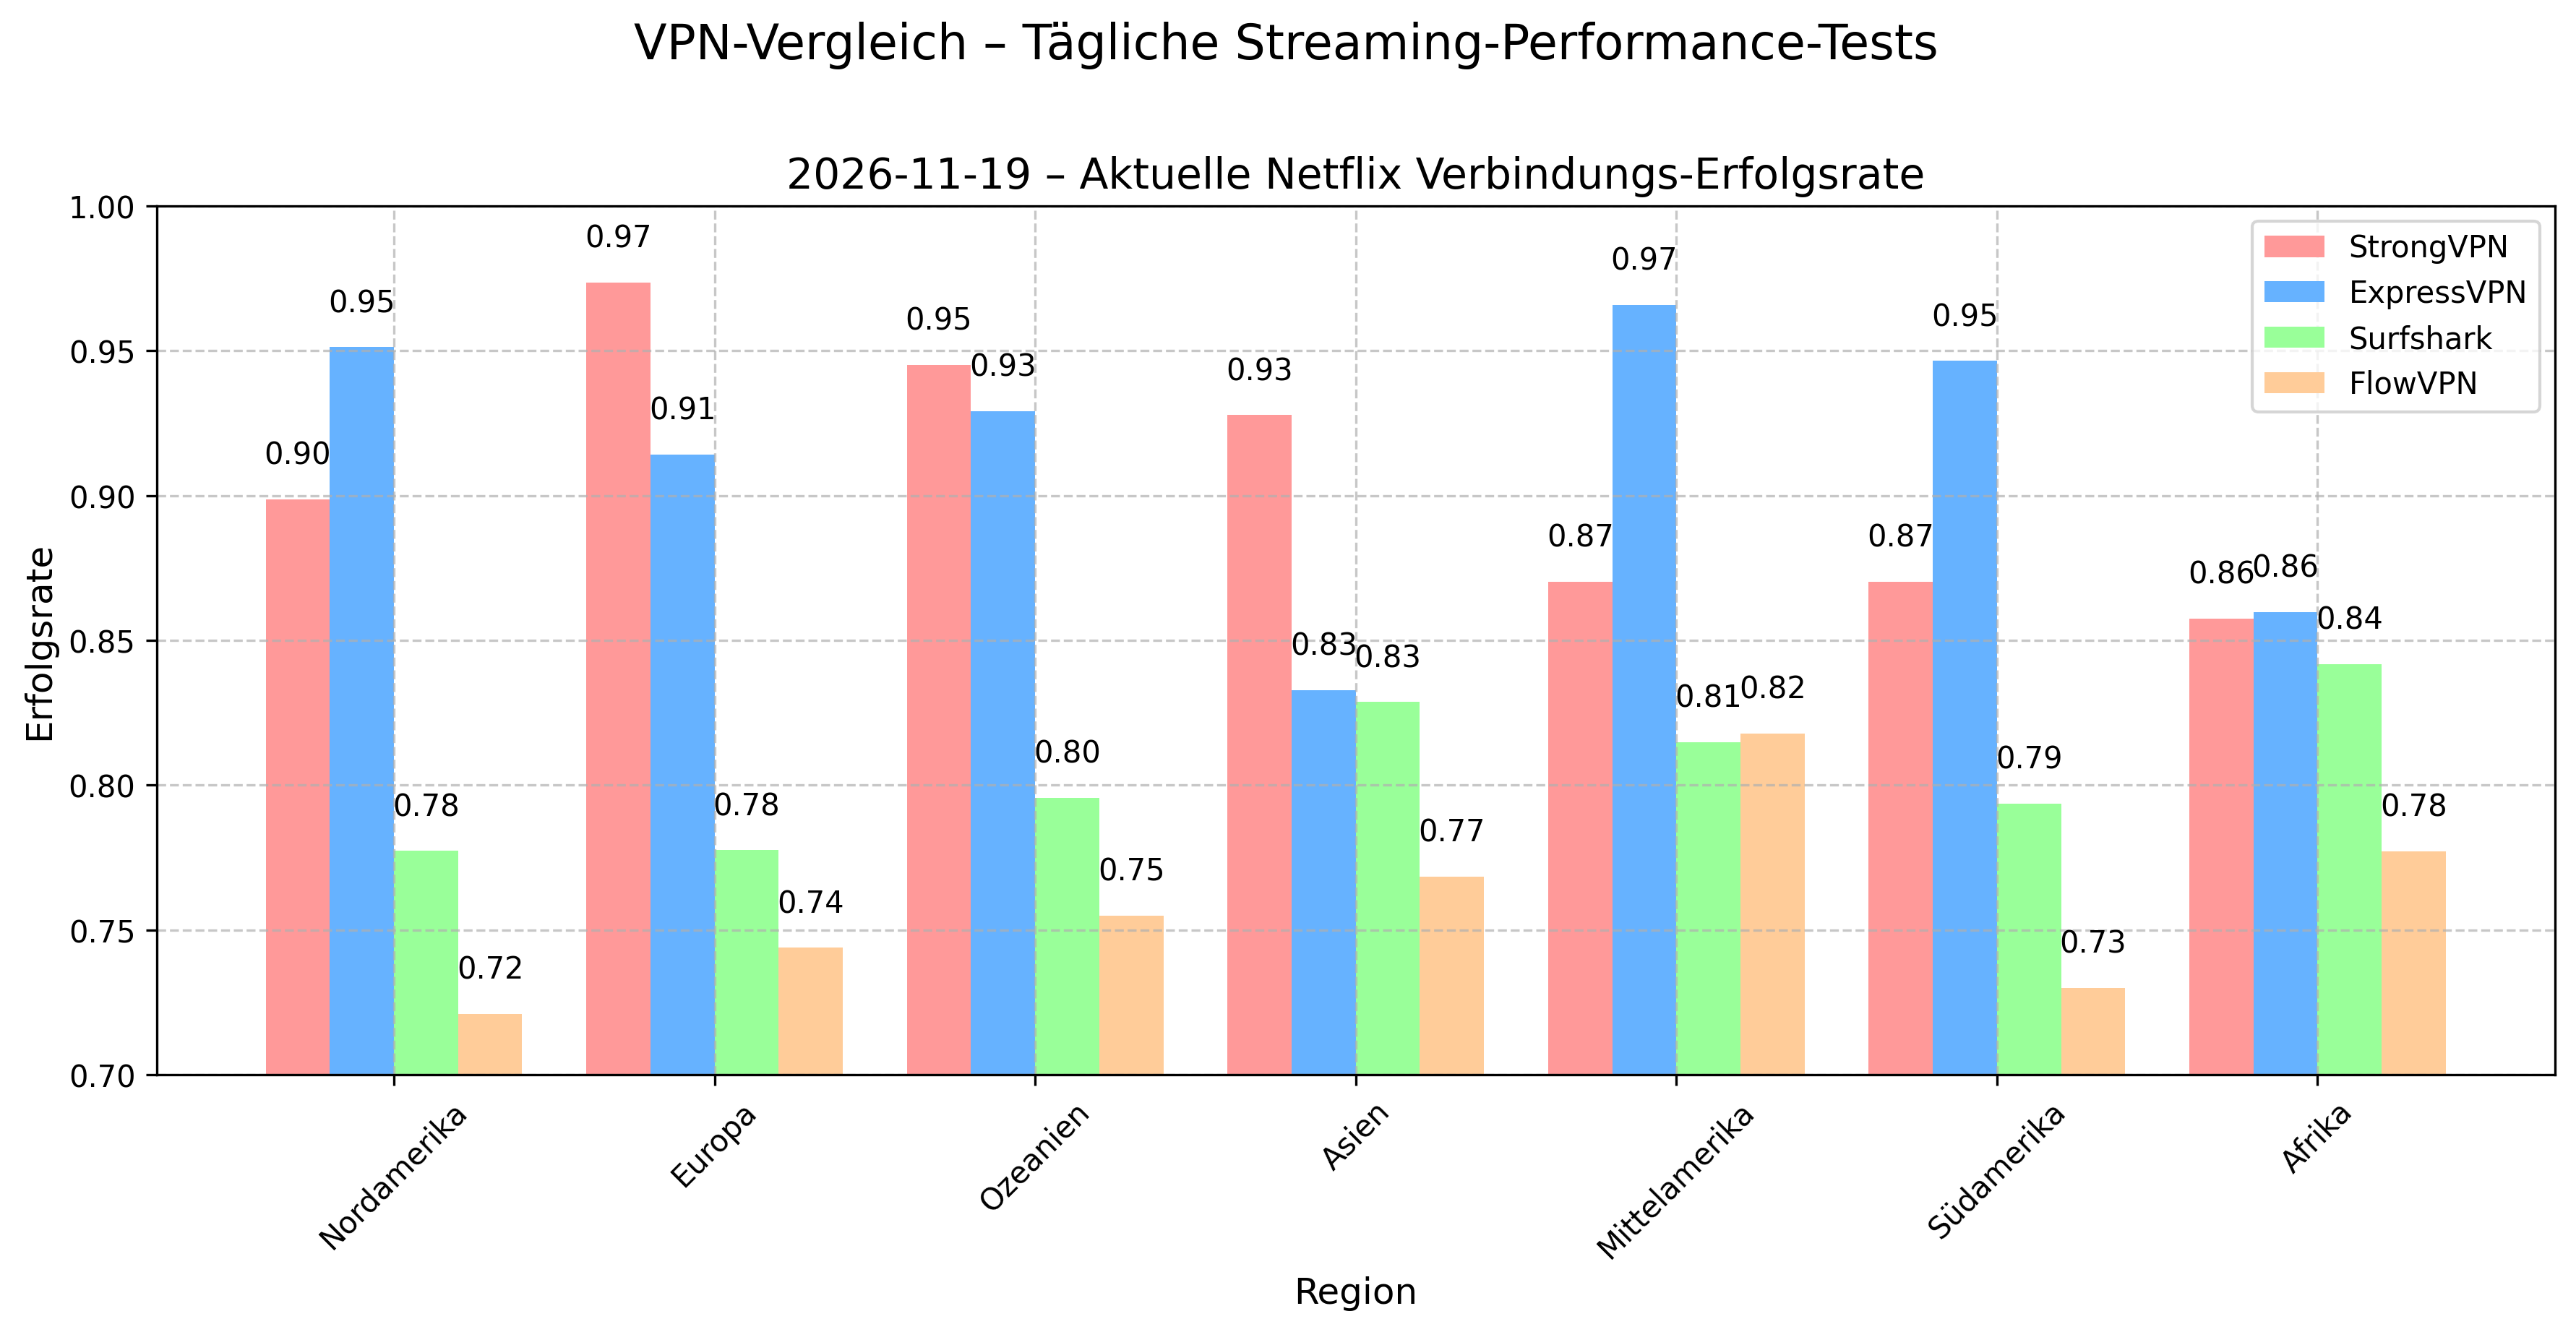 VPN-Vergleich – Tägliche Streaming-Performance-Tests
2026-11-19 – Aktuelle Netflix Verbindungs-Erfolgsrate
Erfolgsrate
1.00
0.95
0.90
0.85
0.80
0.75
0.70
0.90
0.95
0.78
0.72
0.97
0.91
0.78
0.74
0.95
0.93
0.80
0.75
0.93
0.83
0.83
0.77
0.87
0.97
0.81
0.82
0.87
0.95
0.79
0.73
0.86
0.86
0.84
0.78
StrongVPN
ExpressVPN
Surfshark
FlowVPN
Nordamerika
Europa
Ozeanien
Asien
Mittelamerika
Südamerika
Afrika
Region